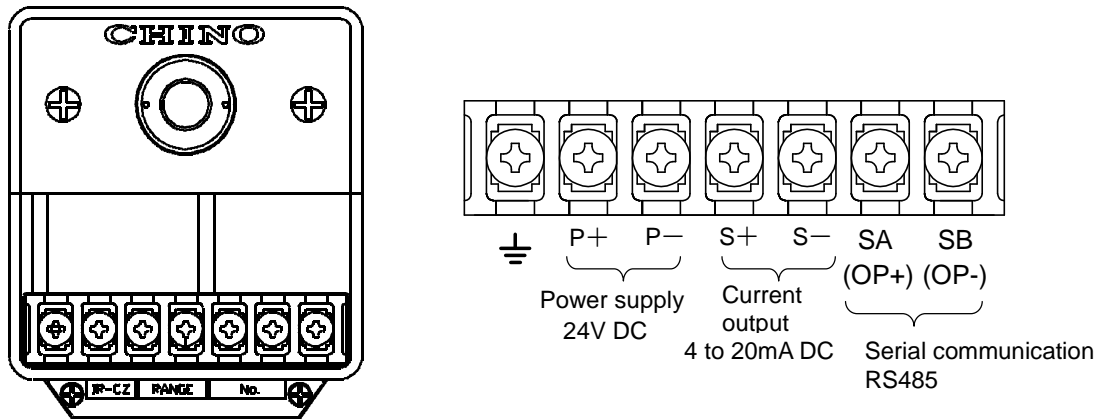 CHINO
IR-CZ RANGE No.
P+ P− S+ S− SA SB
(OP+) (OP-)
Power supply
24V DC
Current
output
4 to 20mA DC
Serial communication
RS485